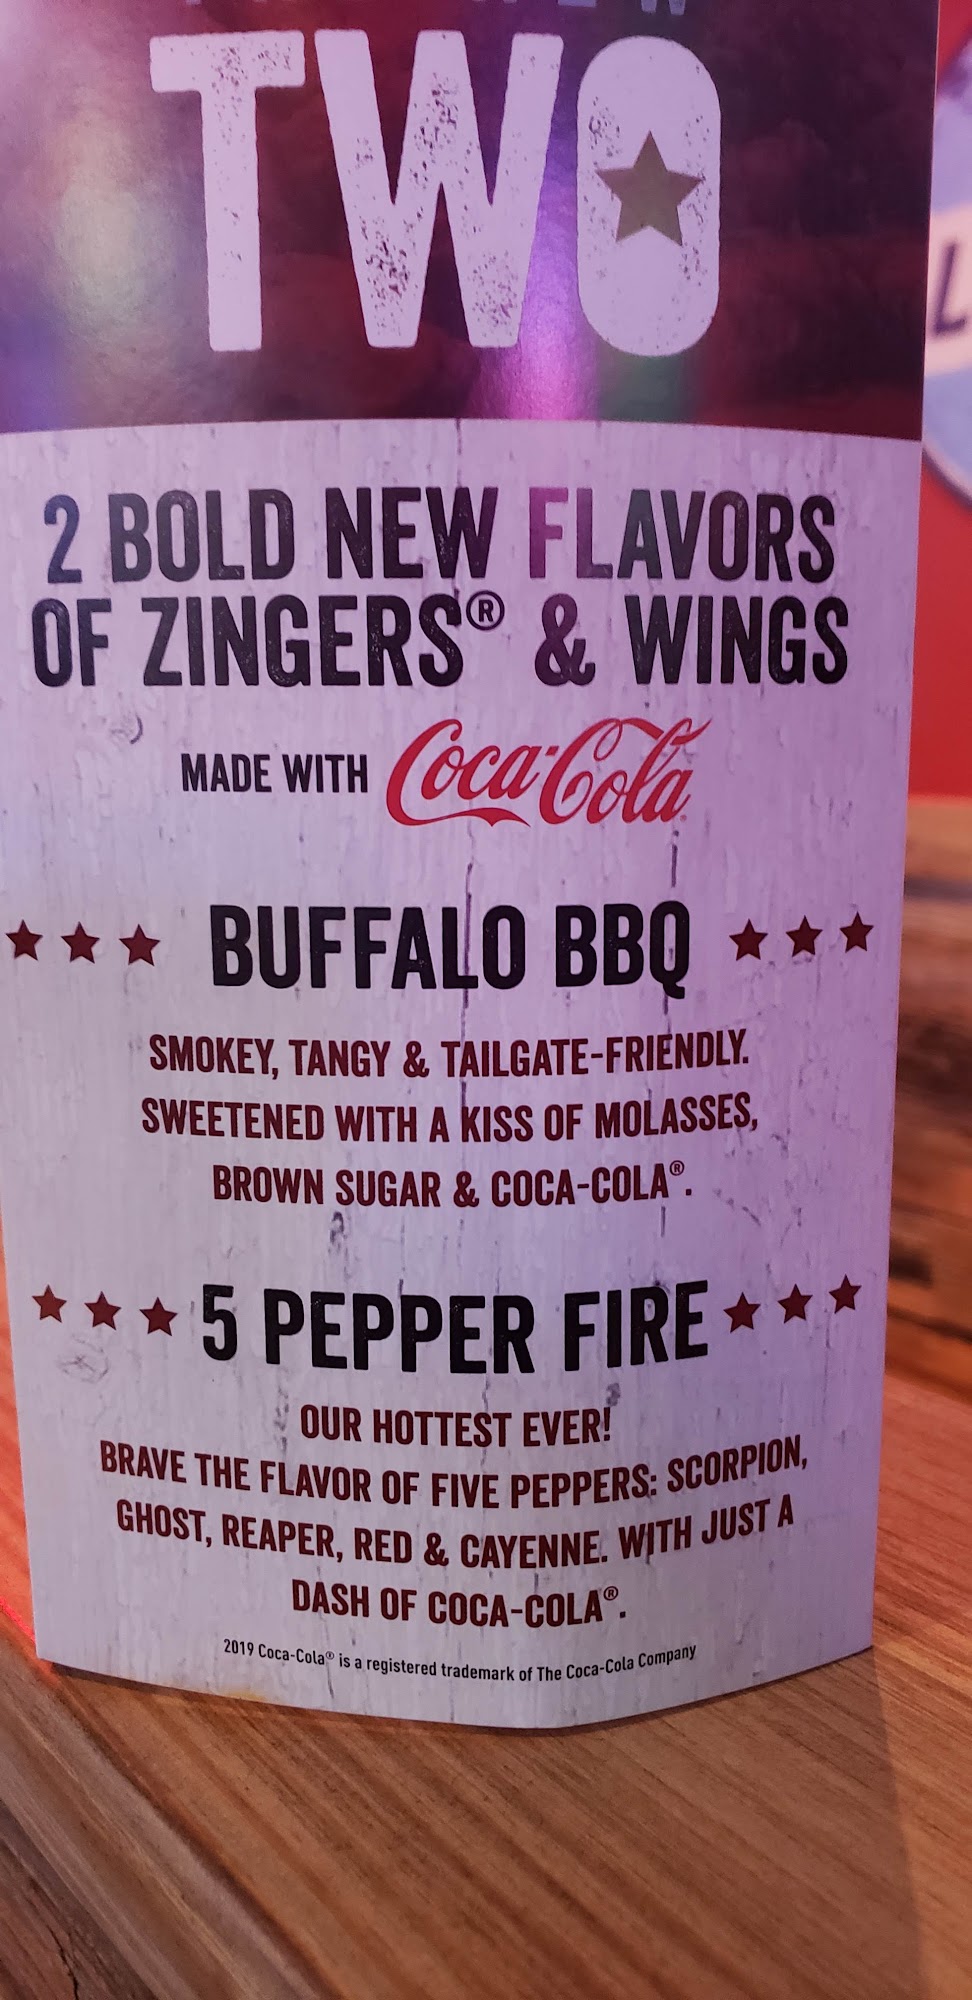 TWO
2 BOLD NEW FLAVORS
OF ZINGERS® & WINGS
MADE WITH Coca-Cola
BUFFALO BBQ
SMOKEY, TANGY & TAILGATE-FRIENDLY.
SWEETENED WITH A KISS OF MOLASSES,
BROWN SUGAR & COCA-COLA®.
5 PEPPER FIRE
OUR HOTTEST EVER!
BRAVE THE FLAVOR OF FIVE PEPPERS: SCORPION,
GHOST, REAPER, RED & CAYENNE. WITH JUST A
DASH OF COCA-COLA®.
2019 Coca-Cola® is a registered trademark of The Coca-Cola Company